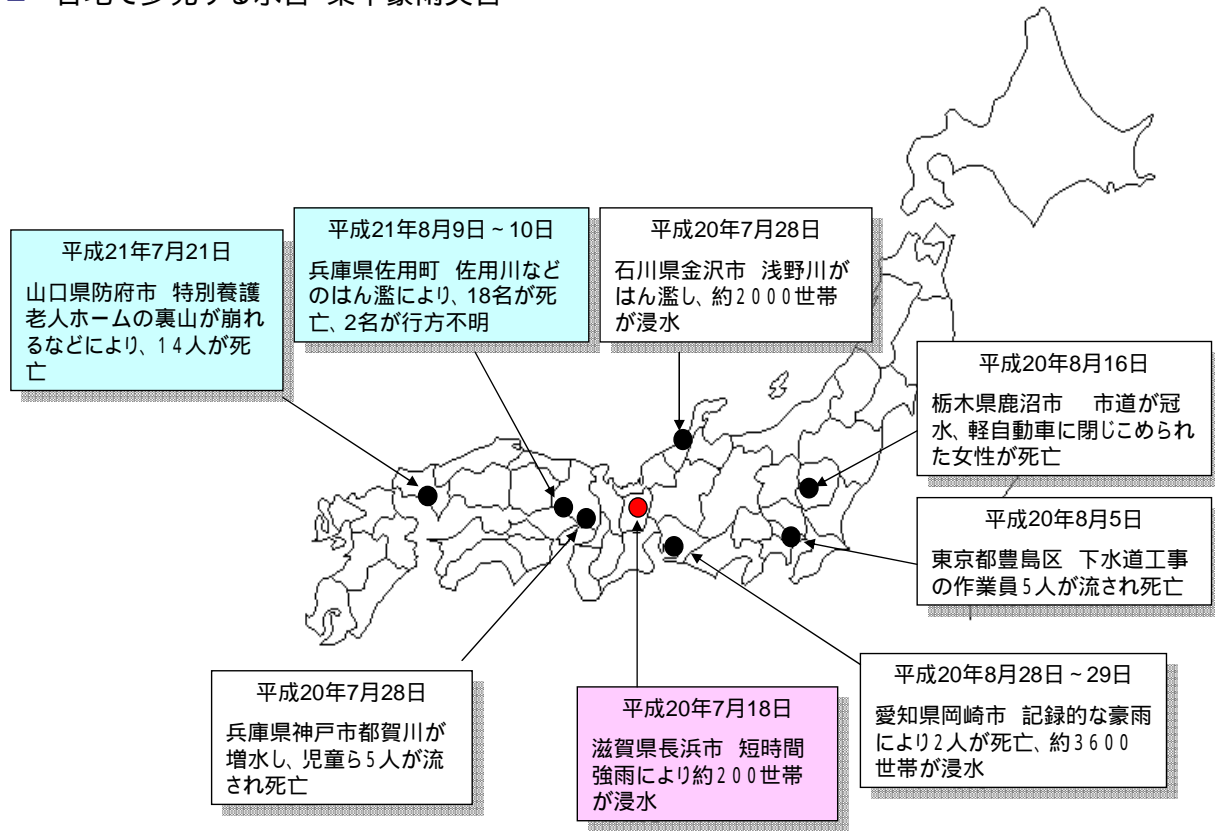 平成21年7月21日
山口県防府市 特別養護
老人ホームの裏山が崩れ
るなどにより、14人が死
亡
平成21年8月9日~10日
兵庫県佐用町 佐用川など
のはん濫により、18名が死
亡、2名が行方不明
平成20年7月28日
石川県金沢市 浅野川が
はん濫し、約2000世帯
が浸水
平成20年8月16日
栃木県鹿沼市 市道が冠
水、軽自動車に閉じこめられ
た女性が死亡
平成20年8月5日
東京都豊島区 下水道工事
の作業員5人が流され死亡
平成20年7月28日
兵庫県神戸市都賀川が
増水し、児童ら5人が流
され死亡
平成20年7月18日
滋賀県長浜市 短時間
強雨により約200世帯
が浸水
平成20年8月28日~29日
愛知県岡崎市 記録的な豪雨
により2人が死亡、約3600
世帯が浸水